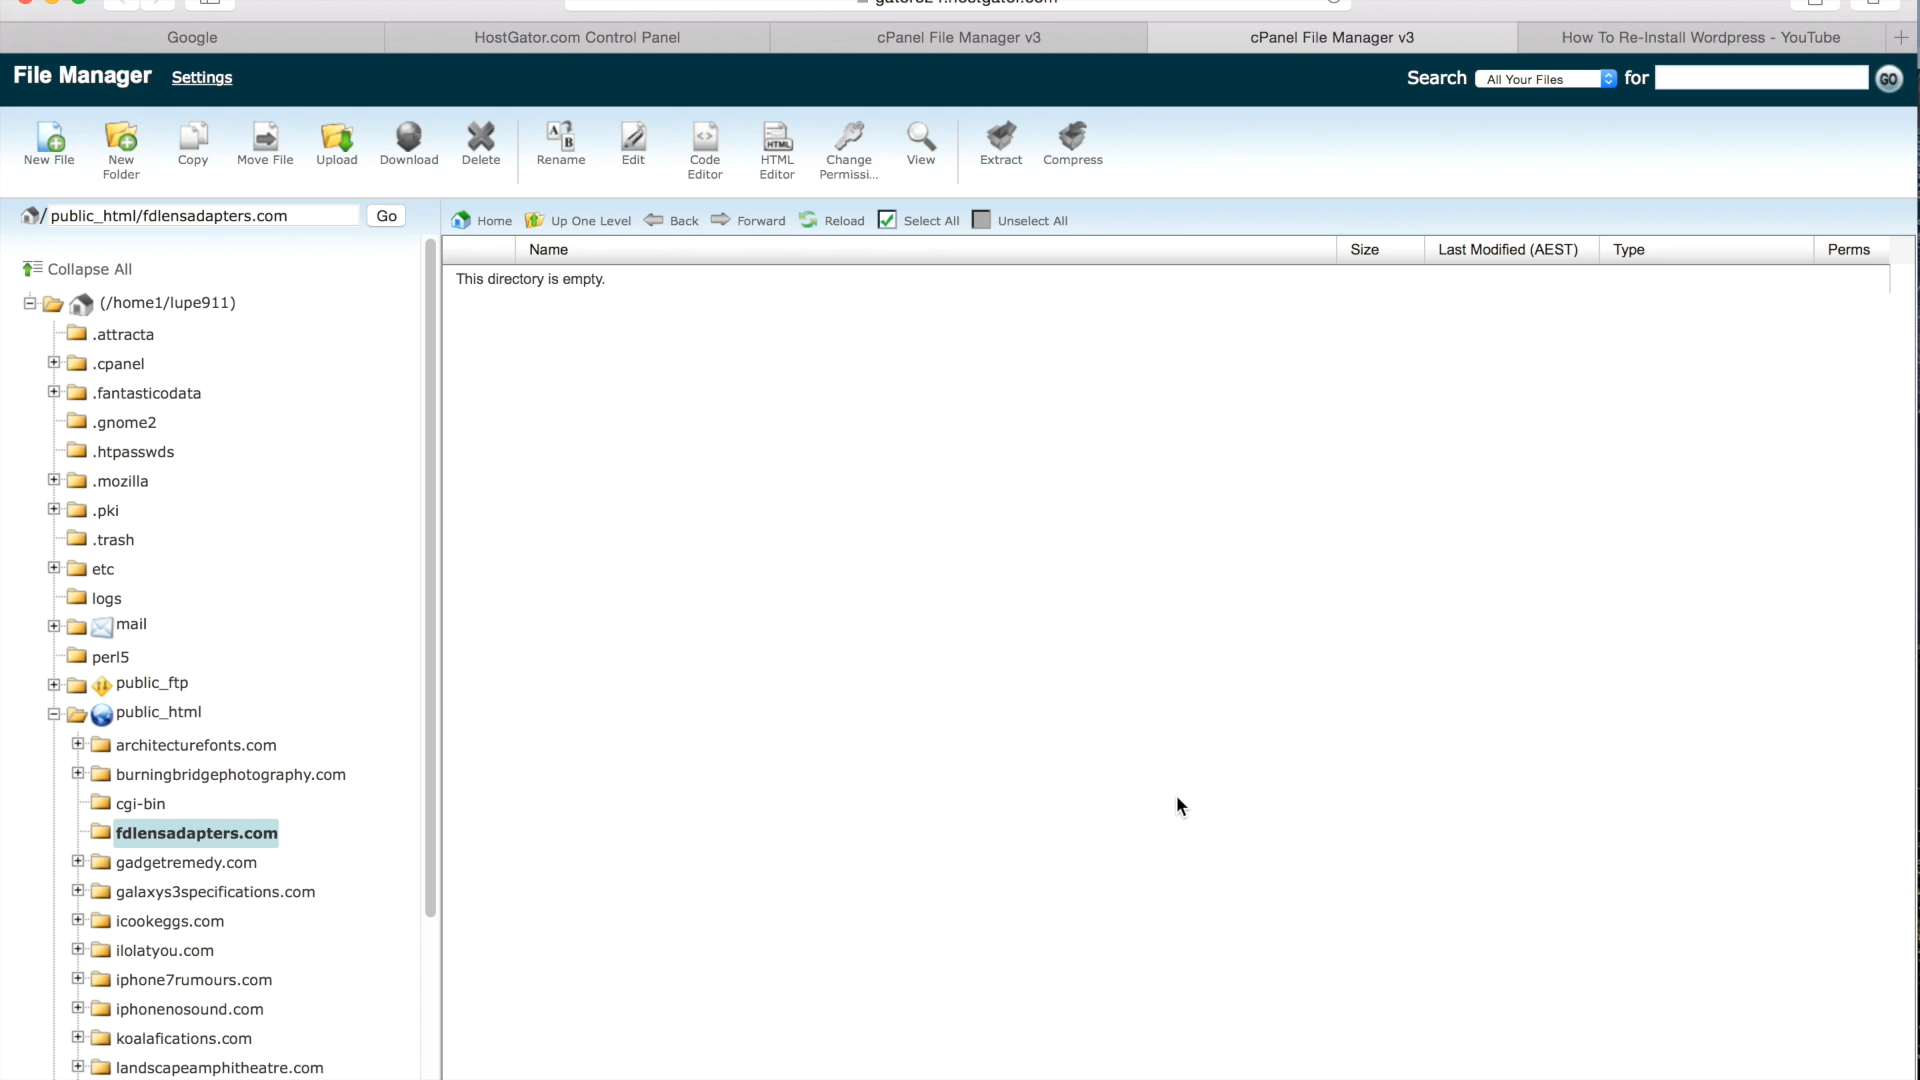 Google
HostGator.com Control Panel
cPanel File Manager v3
cPanel File Manager v3
How To Re-Install Wordpress - YouTube
File Manager
Settings
Search
All Your Files
for
GO
New File
New
Folder
Copy
Move File
Upload
Download
Delete
Rename
Edit
Code
Editor
HTML
Editor
Change
Permissi...
View
Extract
Compress
/ public_html/fdlensadapters.com
Go
Home
Up One Level
Back
Forward
Reload
Select All
Unselect All
Name
Size
Last Modified (AEST)
Type
Perms
This directory is empty.
Collapse All
(/home1/lupe911)
.attracta
.cpanel
.fantasticodata
.gnome2
.htpasswds
.mozilla
.pki
.trash
etc
logs
mail
perl5
public_ftp
public_html
architecturefonts.com
burningbridgephotography.com
cgi-bin
fdlensadapters.com
gadgetremedy.com
galaxys3specifications.com
icookeggs.com
ilolatyou.com
iphone7rumours.com
iphonenosound.com
koalafications.com
landscapeamphitheatre.com